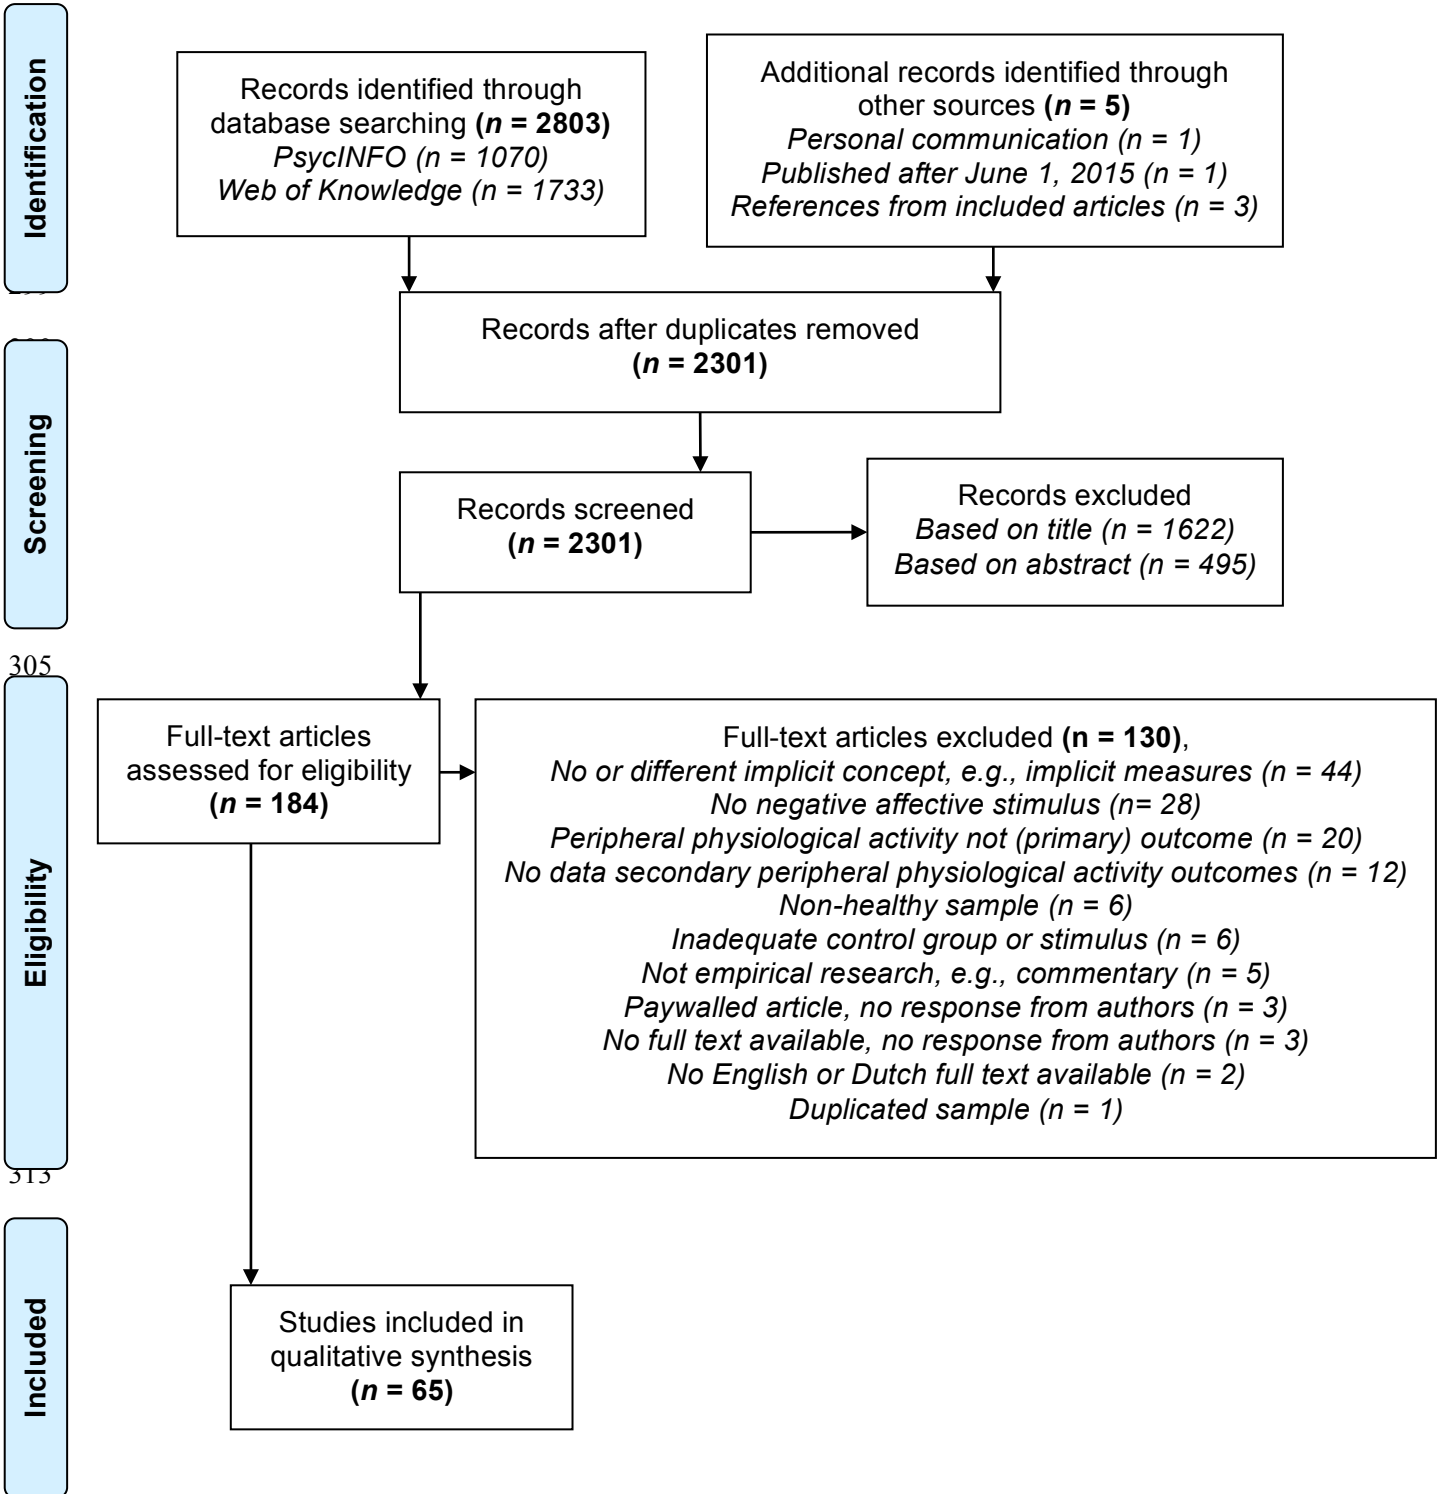 Identification
Records identified through
database searching (n = 2803)
PsycINFO (n = 1070)
Web of Knowledge (n = 1733)
Additional records identified through
other sources (n = 5)
Personal communication (n = 1)
Published after June 1, 2015 (n = 1)
References from included articles (n = 3)
Records after duplicates removed
(n = 2301)
Screening
Records screened
(n = 2301)
Records excluded
Based on title (n = 1622)
Based on abstract (n = 495)
305
Eligibility
Full-text articles
assessed for eligibility
(n = 184)
Full-text articles excluded (n = 130),
No or different implicit concept, e.g., implicit measures (n = 44)
No negative affective stimulus (n= 28)
Peripheral physiological activity not (primary) outcome (n = 20)
No data secondary peripheral physiological activity outcomes (n = 12)
Non-healthy sample (n = 6)
Inadequate control group or stimulus (n = 6)
Not empirical research, e.g., commentary (n = 5)
Paywalled article, no response from authors (n = 3)
No full text available, no response from authors (n = 3)
No English or Dutch full text available (n = 2)
Duplicated sample (n = 1)
313
Included
Studies included in
qualitative synthesis
(n = 65)